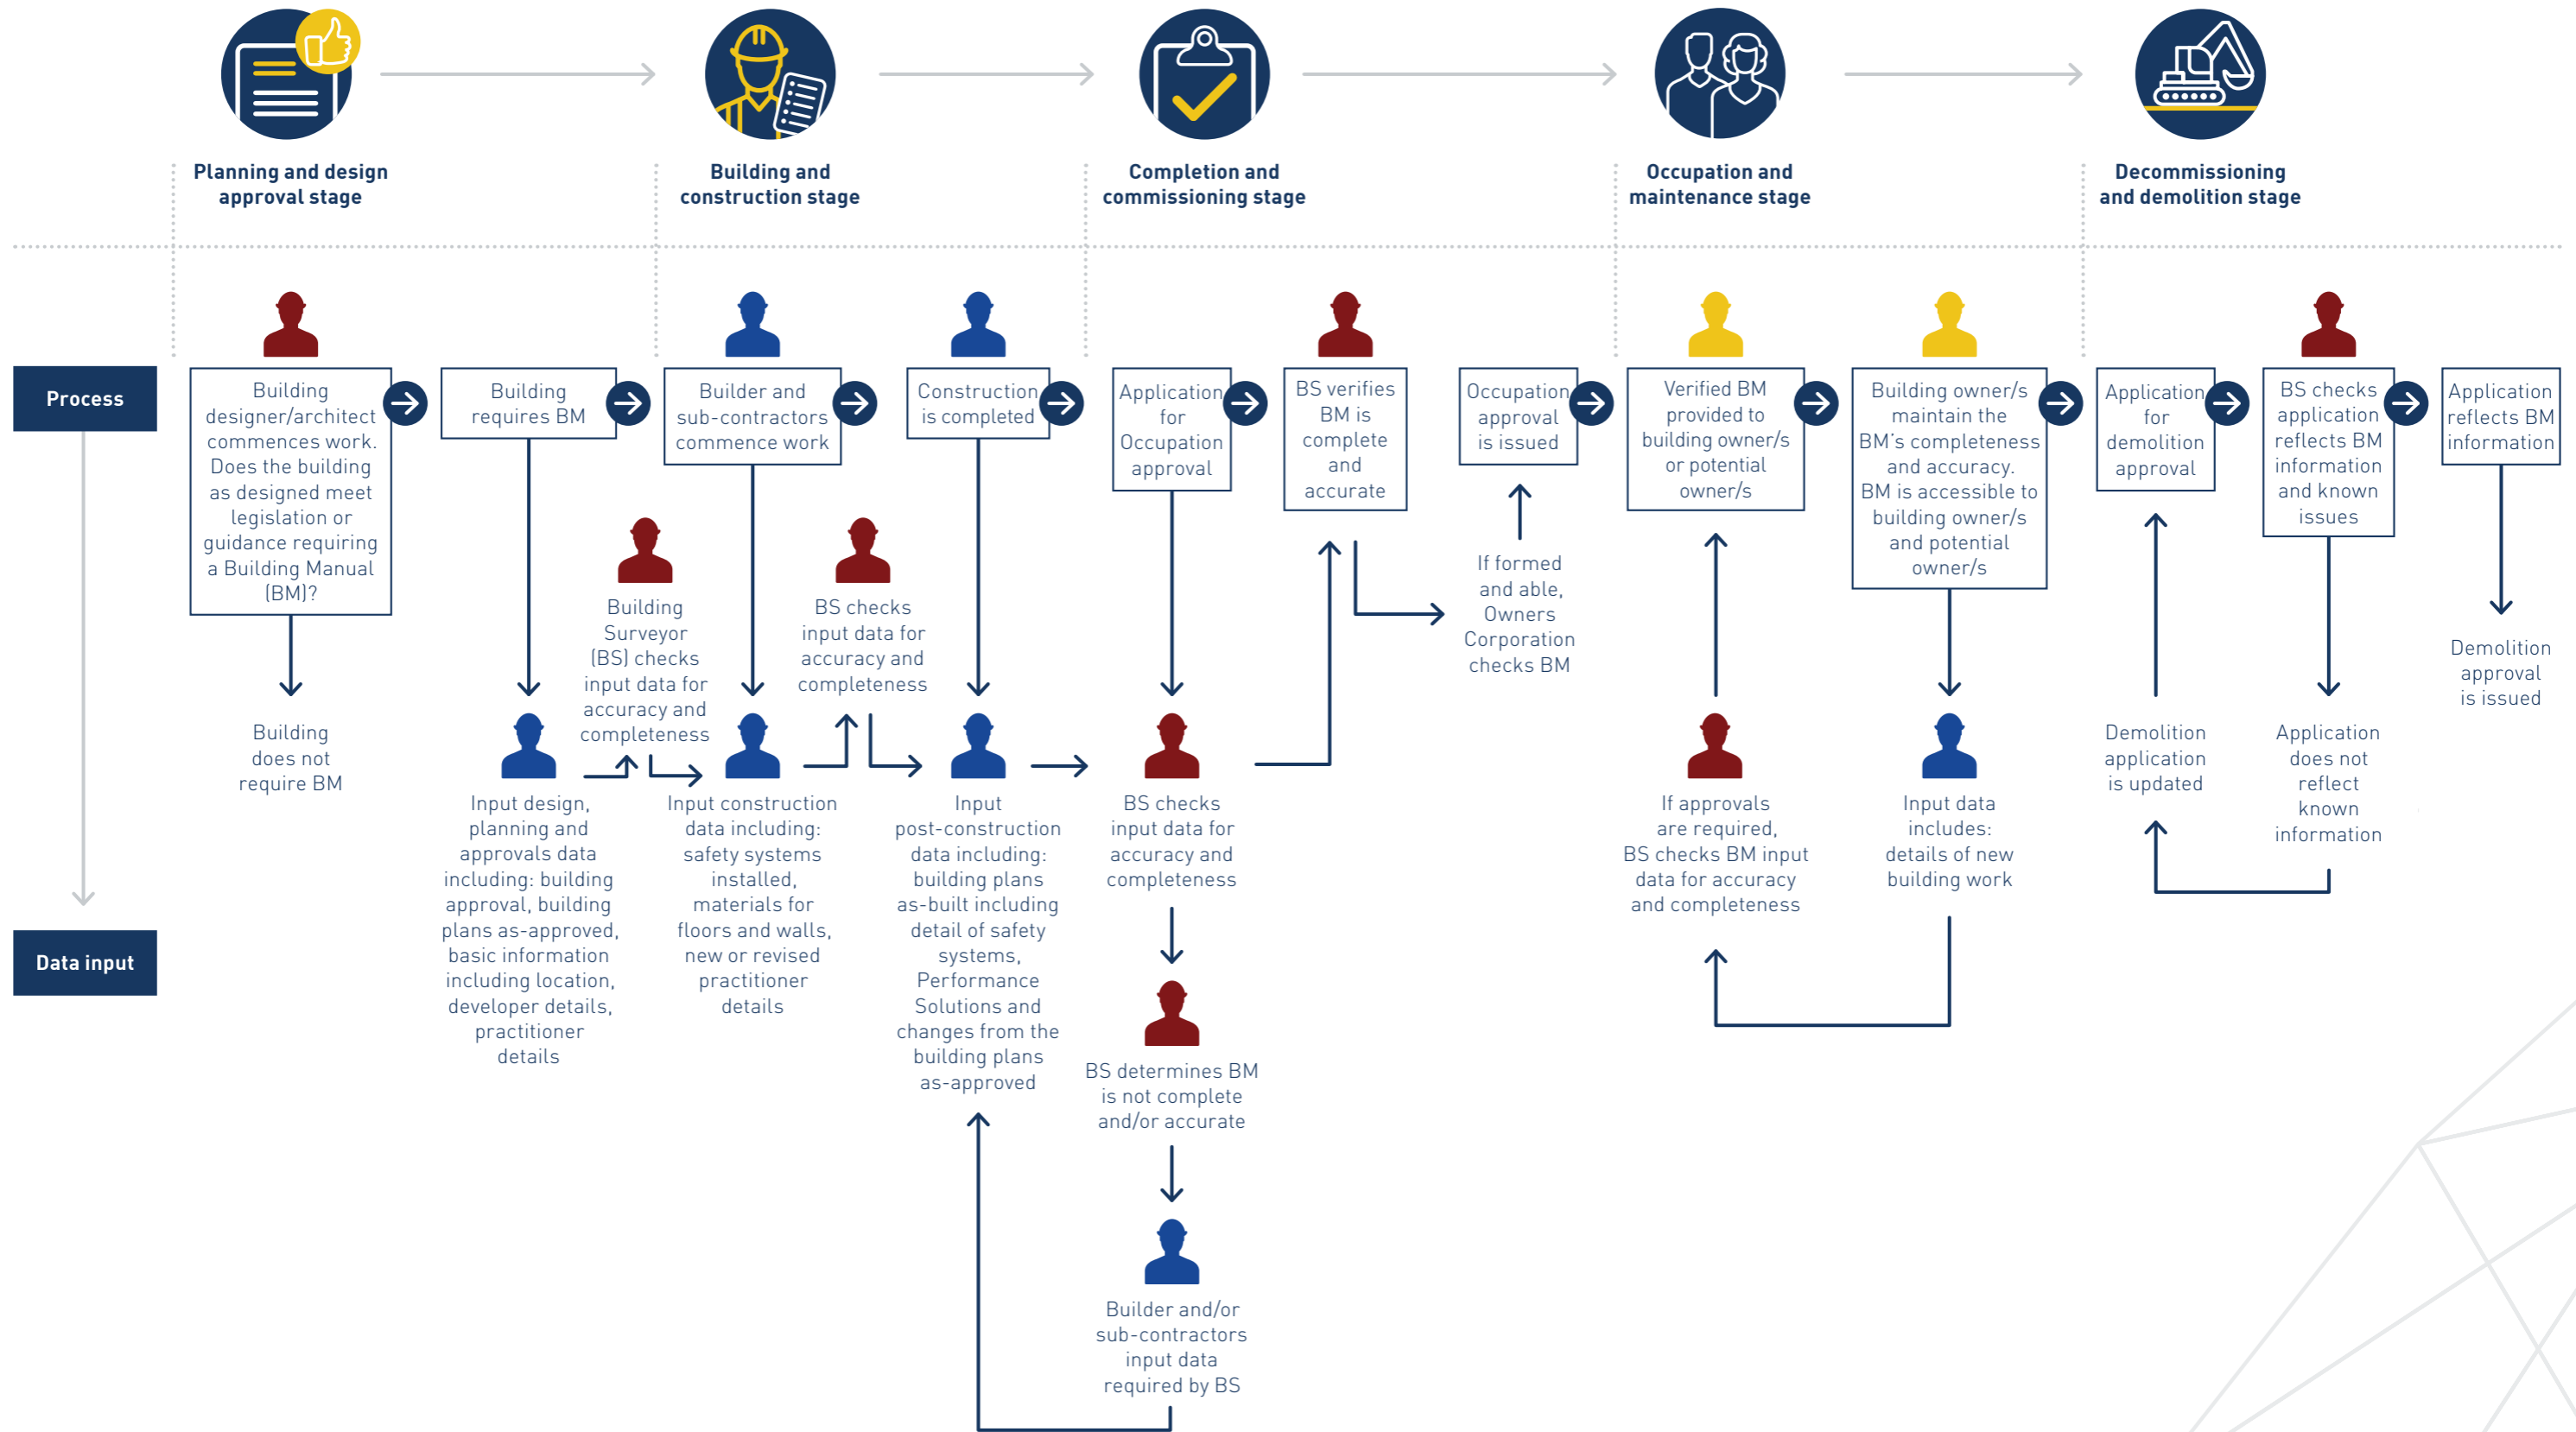 Planning and design
approval stage
Building and
construction stage
Completion and
commissioning stage
Occupation and
maintenance stage
Decommissioning
and demolition stage
Process
Building
designer/architect
commences work.
Does the building
as designed meet
legislation or
guidance requiring
a Building Manual
(BM)?
Building
does not
require BM
Building
requires BM
Input design,
planning and
approvals data
including: building
approval, building
plans as-approved,
basic information
including location,
developer details,
practitioner
details
Building
Surveyor
(BS) checks
input data for
accuracy and
completeness
Builder and
sub-contractors
commence work
Input construction
data including:
safety systems
installed,
materials for
floors and walls,
new or revised
practitioner
details
BS checks
input data for
accuracy and
completeness
Construction
is completed
Input
post-construction
data including:
building plans
as-built including
detail of safety
systems,
Performance
Solutions and
changes from the
building plans
as-approved
Application
for
Occupation
approval
BS checks
input data for
accuracy and
completeness
BS determines BM
is not complete
and/or accurate
Builder and/or
sub-contractors
input data
required by BS
BS verifies
BM is
complete
and
accurate
If formed
and able,
Owners
Corporation
checks BM
Occupation
approval
is issued
Verified BM
provided to
building owner/s
or potential
owner/s
If approvals
are required,
BS checks BM input
data for accuracy
and completeness
Building owner/s
maintain the
BM's completeness
and accuracy.
BM is accessible to
building owner/s
and potential
owner/s
Input data
includes:
details of new
building work
Application
for
demolition
approval
Demolition
application
is updated
BS checks
application
reflects BM
information
and known
issues
Application
does not
reflect
known
information
Application
reflects BM
information
Demolition
approval
is issued
Data input